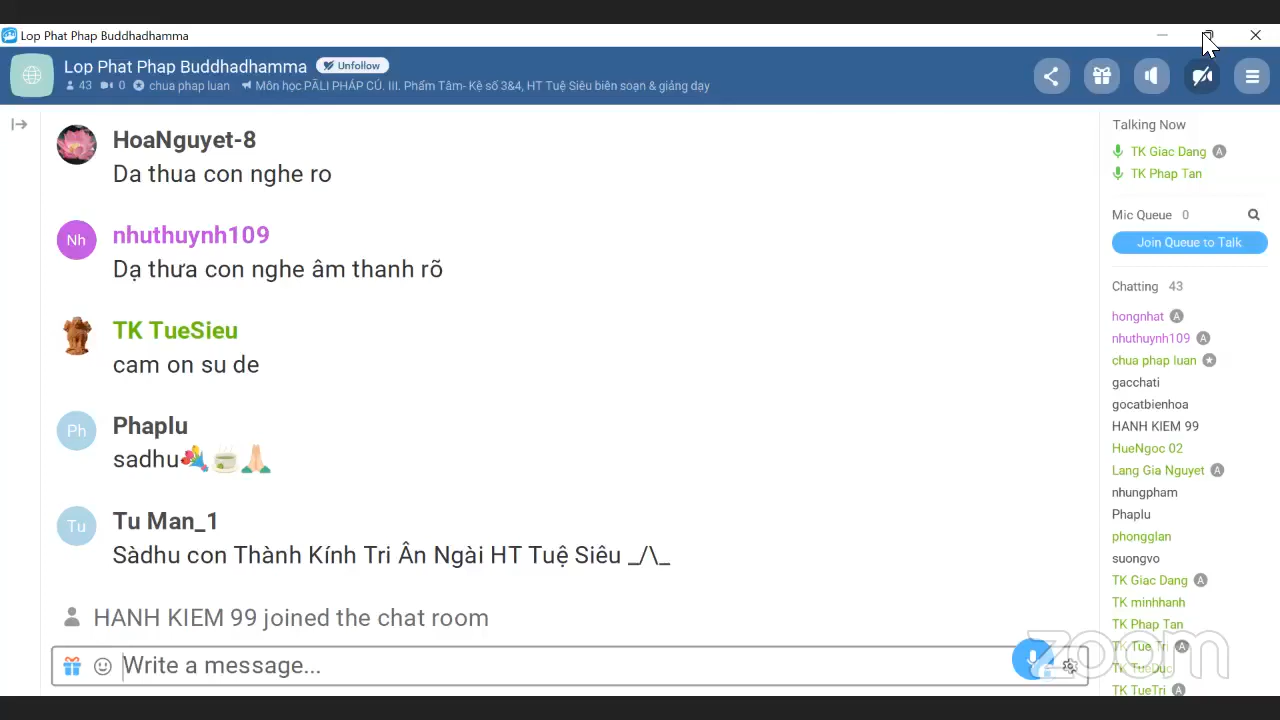 Lop Phat Phap Buddhadhamma
Lop Phat Phap Buddhadhamma Unfollow
43 0 chua phap luan Môn học PĀLI PHÁP CÚ. III. Phẩm Tâm- Kệ số 3&4, HT Tuệ Siêu biên soạn & giảng dạy
HoaNguyet-8
Da thua con nghe ro
Nh
nhuthuynh109
Dạ thưa con nghe âm thanh rõ
TK TueSieu
cam on su de
Ph
Phaplu
sadhu💐🍵🙏🏻
Tu
Tu Man_1
Sàdhu con Thành Kính Tri Ân Ngài HT Tuệ Siêu _/\_
HANH KIEM 99 joined the chat room
Write a message...
Talking Now
TK Giac Dang A
TK Phap Tan
Mic Queue 0
Join Queue to Talk
Chatting 43
hongnhat A
nhuthuynh109 A
chua phap luan
gacchati
gocatbienhoa
HANH KIEM 99
HueNgoc 02
Lang Gia Nguyet A
nhungpham
Phaplu
phongglan
suongvo
TK Giac Dang A
TK minhhanh
TK Phap Tan
TK Tue Tri A
TK TueDuc
TK TueTri A
zoom